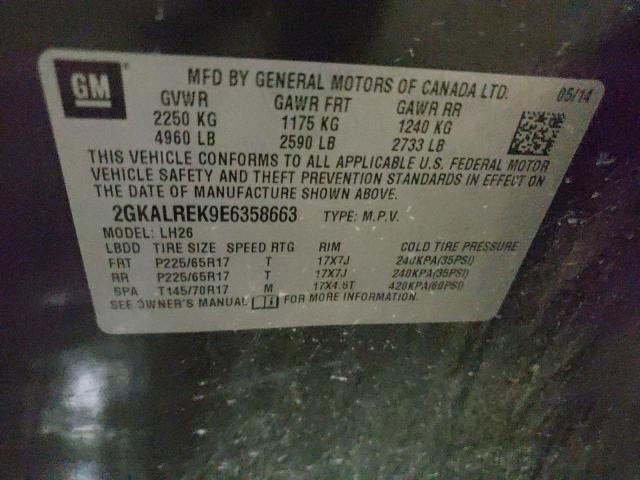 GM
MFD BY GENERAL MOTORS OF CANADA LTD. 05/14
GVWR GAWR FRT GAWR RR
2250 KG 1175 KG 1240 KG
4960 LB 2590 LB 2733 LB
THIS VEHICLE CONFORMS TO ALL APPLICABLE U.S. FEDERAL MOTOR
VEHICLE SAFETY AND THEFT PREVENTION STANDARDS IN EFFECT ON
THE DATE OF MANUFACTURE SHOWN ABOVE.
2GKALREK9E6358663 TYPE: M.P.V.
MODEL: LH26
LBDD TIRE SIZE SPEED RTG RIM COLD TIRE PRESSURE
FRT P225/65R17 T 17X7J 240KPA(35PSI)
RR P225/65R17 T 17X7J 240KPA(35PSI)
SPA T145/70R17 M 17X4.5T 420KPA(60PSI)
SEE OWNER'S MANUAL FOR MORE INFORMATION.